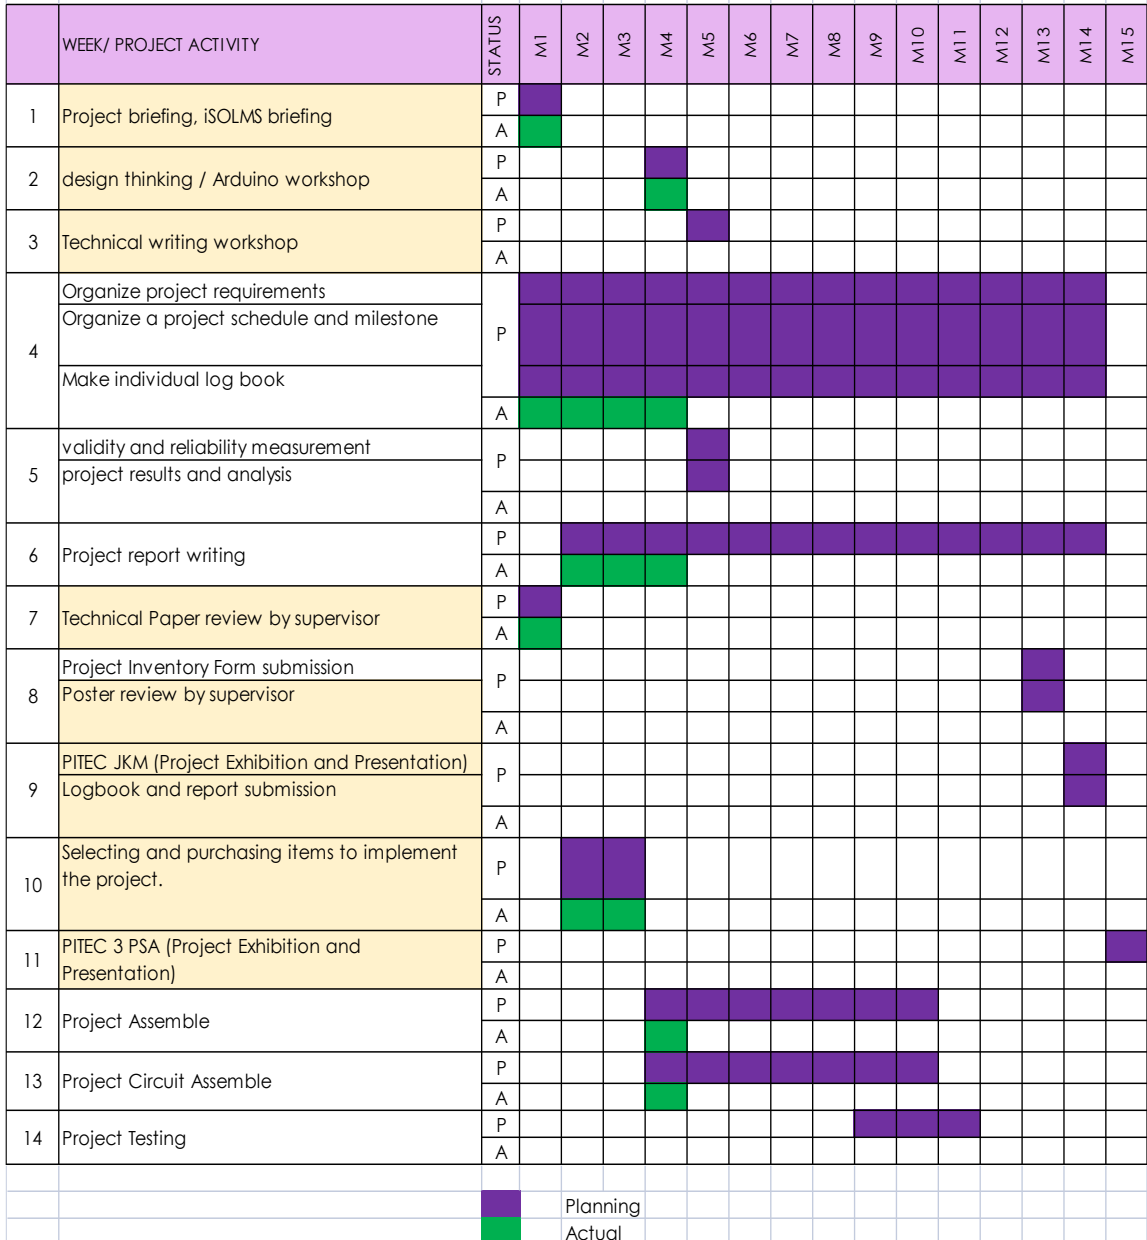 WEEK/ PROJECT ACTIVITY STATUS M1 M2 M3 M4 M5 M6 M7 M8 M9 M10 M11 M12 M13 M14 M15
1 Project briefing, iSOLMS briefing P
A
2 design thinking / Arduino workshop P
A
3 Technical writing workshop P
A
4 Organize project requirements P
Organize a project schedule and milestone
Make individual log book
A
5 validity and reliability measurement P
project results and analysis
A
6 Project report writing P
A
7 Technical Paper review by supervisor P
A
8 Project Inventory Form submission P
Poster review by supervisor
A
9 PITEC JKM (Project Exhibition and Presentation) P
Logbook and report submission
A
10 Selecting and purchasing items to implement P
the project.
A
11 PITEC 3 PSA (Project Exhibition and P
Presentation) A
12 Project Assemble P
A
13 Project Circuit Assemble P
A
14 Project Testing P
A
Planning
Actual